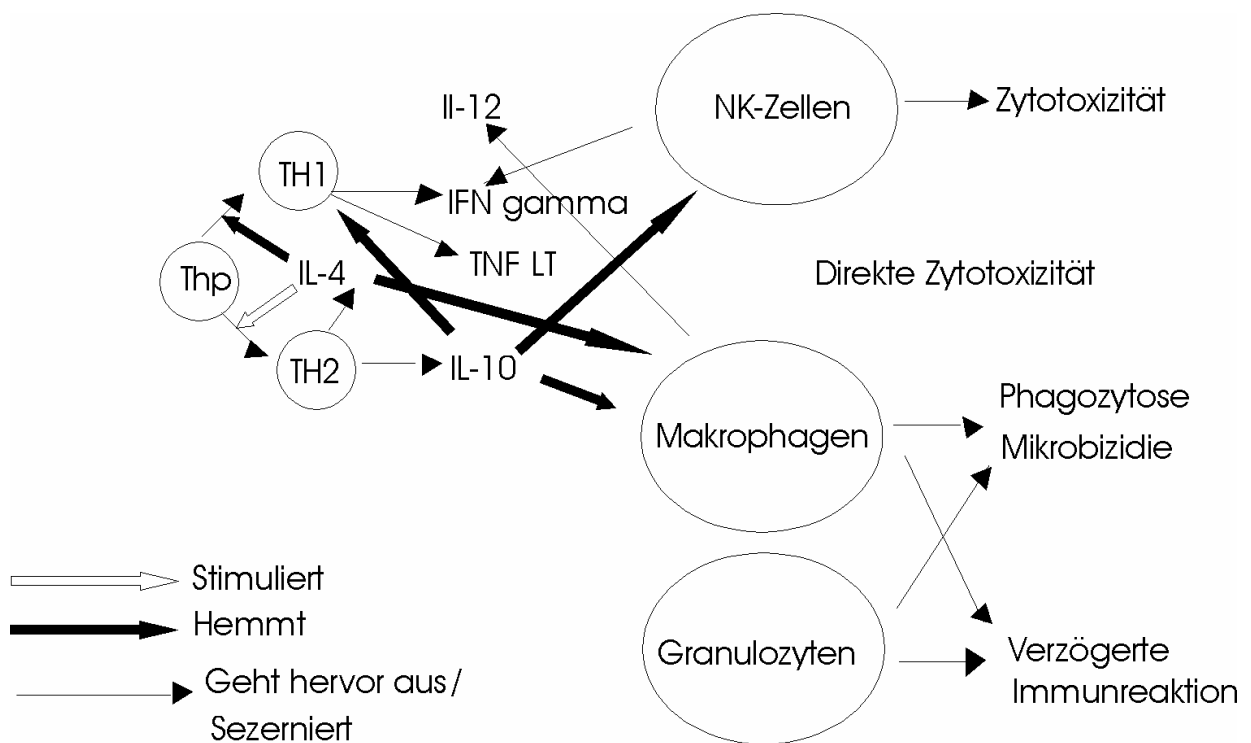 Il-12
NK-Zellen
Zytotoxizität
TH1
IFN gamma
TNF LT
Thp
IL-4
Direkte Zytotoxizität
TH2
IL-10
Makrophagen
Phagozytose
Mikrobizidie
Granulozyten
Verzögerte
Immunreaktion
Stimuliert
Hemmt
Geht hervor aus/
Sezerniert